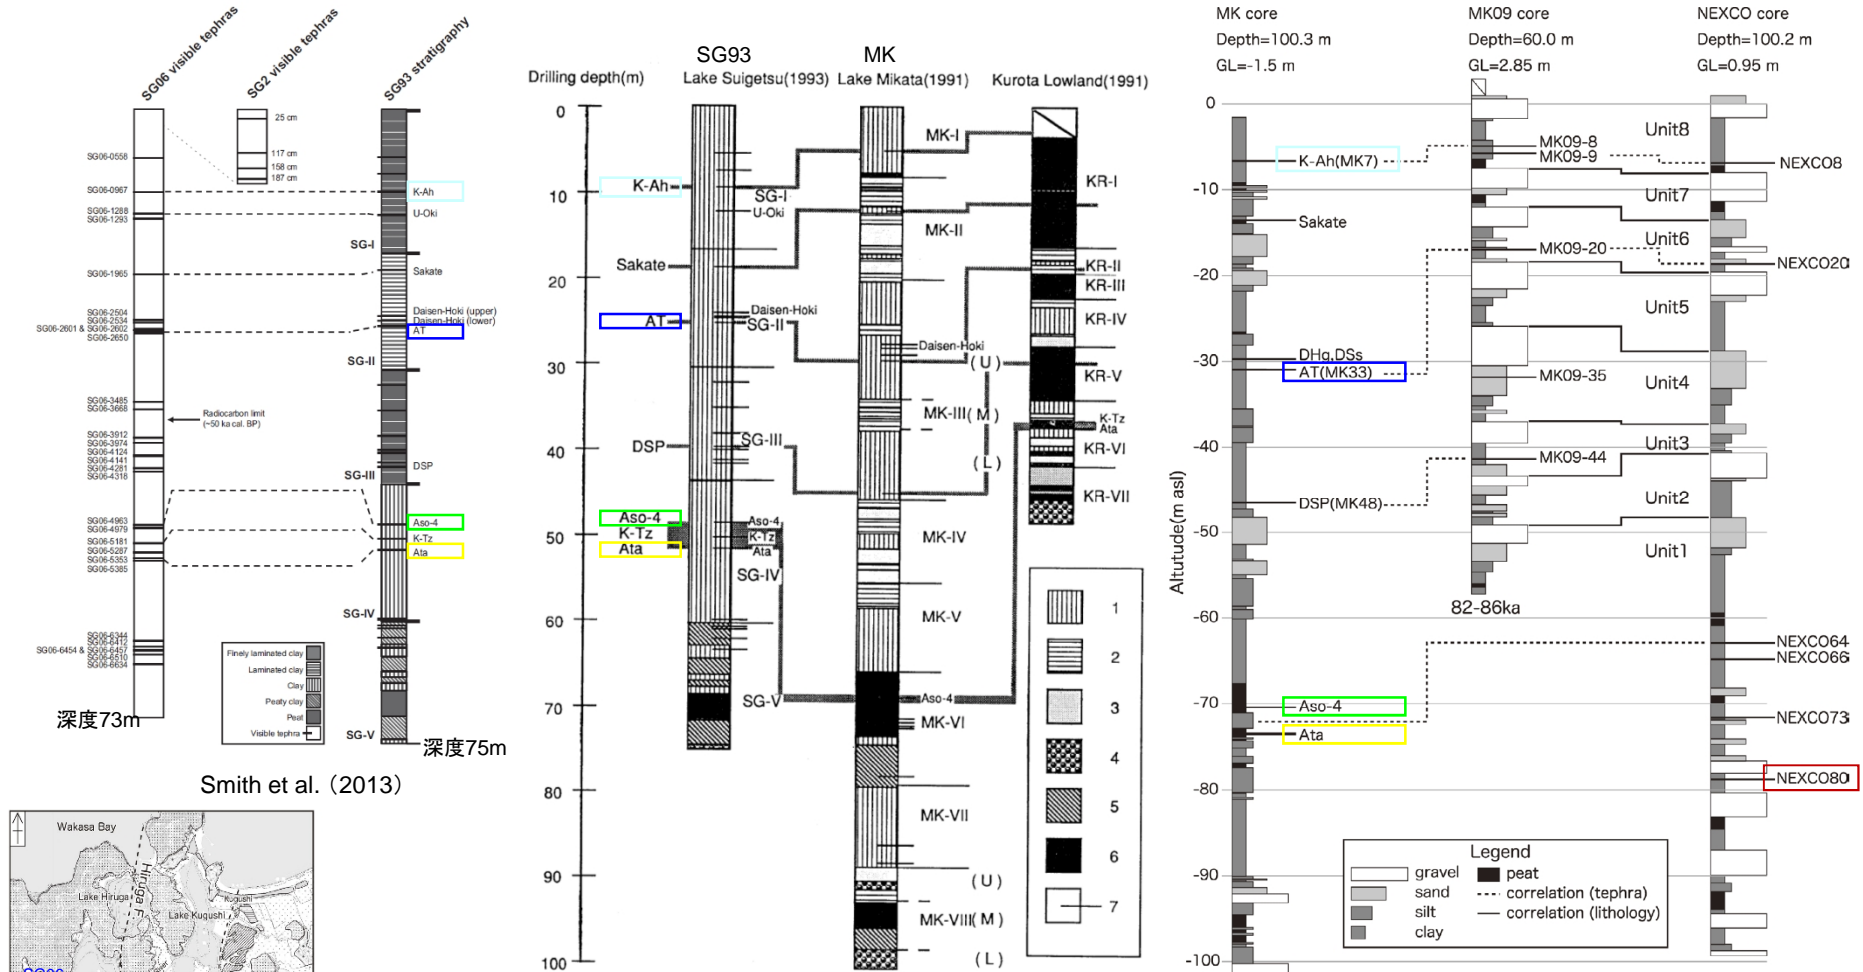 SG06 visible tephras
SG2 visible tephras
SG93 stratigraphy
25 cm
117 cm
158 cm
187 cm
SG06-0558
SG06-0967
SG06-1288
SG06-1293
SG06-1965
SG06-2504
SG06-2534
SG06-2601 & SG06-2602
SG06-2650
SG06-3485
SG06-3668
SG06-3912
SG06-3974
SG06-4124
SG06-4141
SG06-4281
SG06-4318
SG06-4963
SG06-4979
SG06-5181
SG06-5287
SG06-5353
SG06-5385
SG06-6344
SG06-6412
SG06-6454 & SG06-6457
SG06-6510
SG06-6634
Radiocarbon limit
(~50 ka cal. BP)
K-Ah
U-Oki
SG-I
Sakate
Daisen-Hoki (upper)
Daisen-Hoki (lower)
AT
SG-II
DSP
SG-III
Aso-4
K-Tz
Ata
SG-IV
SG-V
Finely laminated clay
Laminated clay
Clay
Peaty clay
Peat
Visible tephra
深度73m
深度75m
Smith et al.（2013）
Wakasa Bay
Hiruga F.
Lake Hiruga
Lake Kugushi
Kugushi
SG06
SG93
MK
Drilling depth(m)
Lake Suigetsu(1993)
Lake Mikata(1991)
Kurota Lowland(1991)
0
10
20
30
40
50
60
70
80
90
100
K-Ah
Sakate
AT
DSP
Aso-4
K-Tz
Ata
SG-I
U-Oki
Daisen-Hoki
SG-II
SG-III
Aso-4
K-Tz
Ata
SG-IV
SG-V
MK-I
MK-II
Daisen-Hoki
(U)
MK-III(M)
(L)
MK-IV
MK-V
Aso-4
MK-VI
MK-VII
(U)
MK-VIII(M)
(L)
KR-I
KR-II
KR-III
KR-IV
KR-V
K-Tz
Ata
KR-VI
KR-VII
1
2
3
4
5
6
7
MK core
Depth=100.3 m
GL=-1.5 m
MK09 core
Depth=60.0 m
GL=2.85 m
NEXCO core
Depth=100.2 m
GL=0.95 m
Altutude(m asl)
0
-10
-20
-30
-40
-50
-60
-70
-80
-90
-100
K-Ah(MK7)
Sakate
DHg,DSs
AT(MK33)
DSP(MK48)
Aso-4
Ata
MK09-8
MK09-9
MK09-20
MK09-35
MK09-44
82-86ka
Unit8
Unit7
Unit6
Unit5
Unit4
Unit3
Unit2
Unit1
NEXCO8
NEXCO20
NEXCO64
NEXCO66
NEXCO73
NEXCO80
Legend
gravel
sand
silt
clay
peat
correlation (tephra)
correlation (lithology)